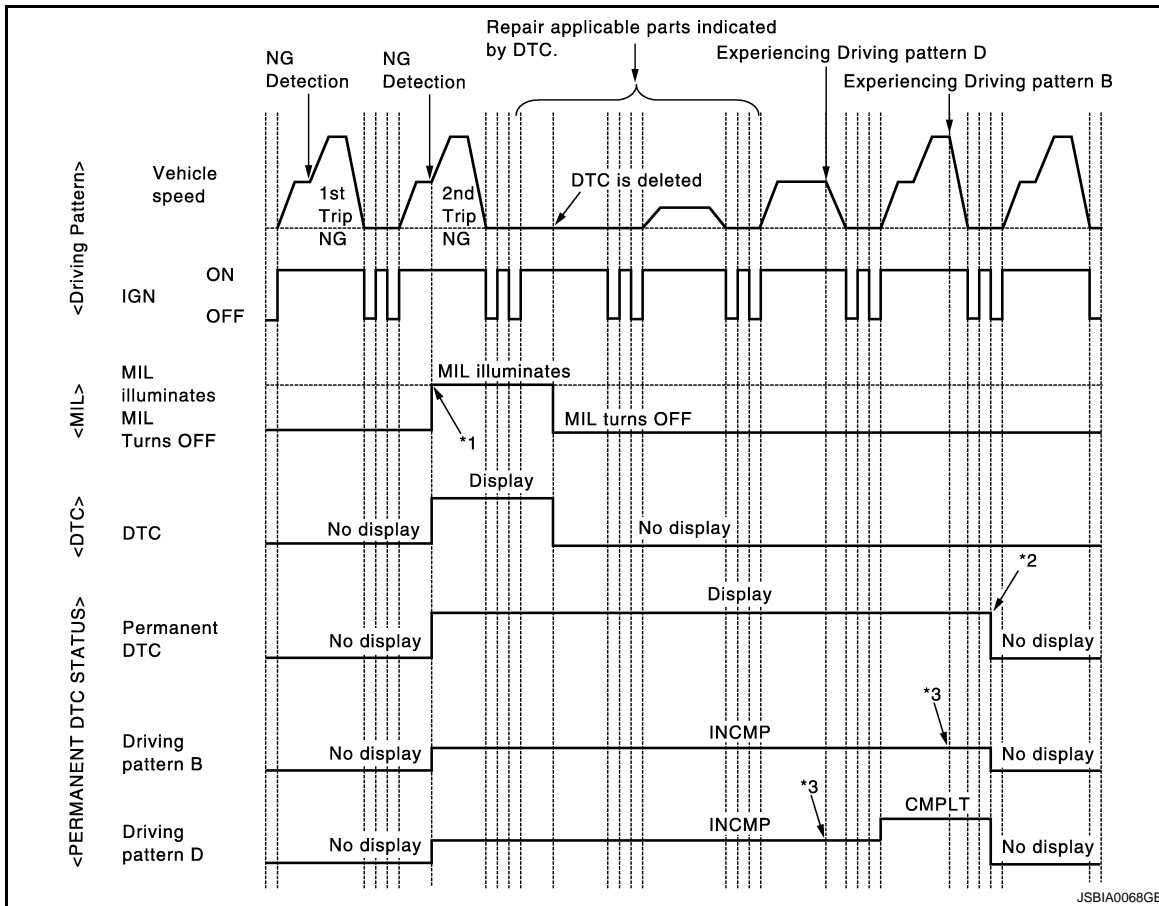 Repair applicable parts indicated
by DTC.
NG
Detection
NG
Detection
Experiencing Driving pattern D
Experiencing Driving pattern B
<Driving Pattern>
Vehicle
speed
1st
Trip
NG
2nd
Trip
NG
DTC is deleted
IGN
ON
OFF
<MIL>
MIL
illuminates
MIL
Turns OFF
MIL illuminates
*1
MIL turns OFF
<DTC>
DTC
No display
Display
No display
<PERMANENT DTC STATUS>
Permanent
DTC
No display
Display
*2
No display
Driving
pattern B
No display
INCMP
*3
No display
Driving
pattern D
No display
INCMP
*3
CMPLT
No display
JSBIA0068GB